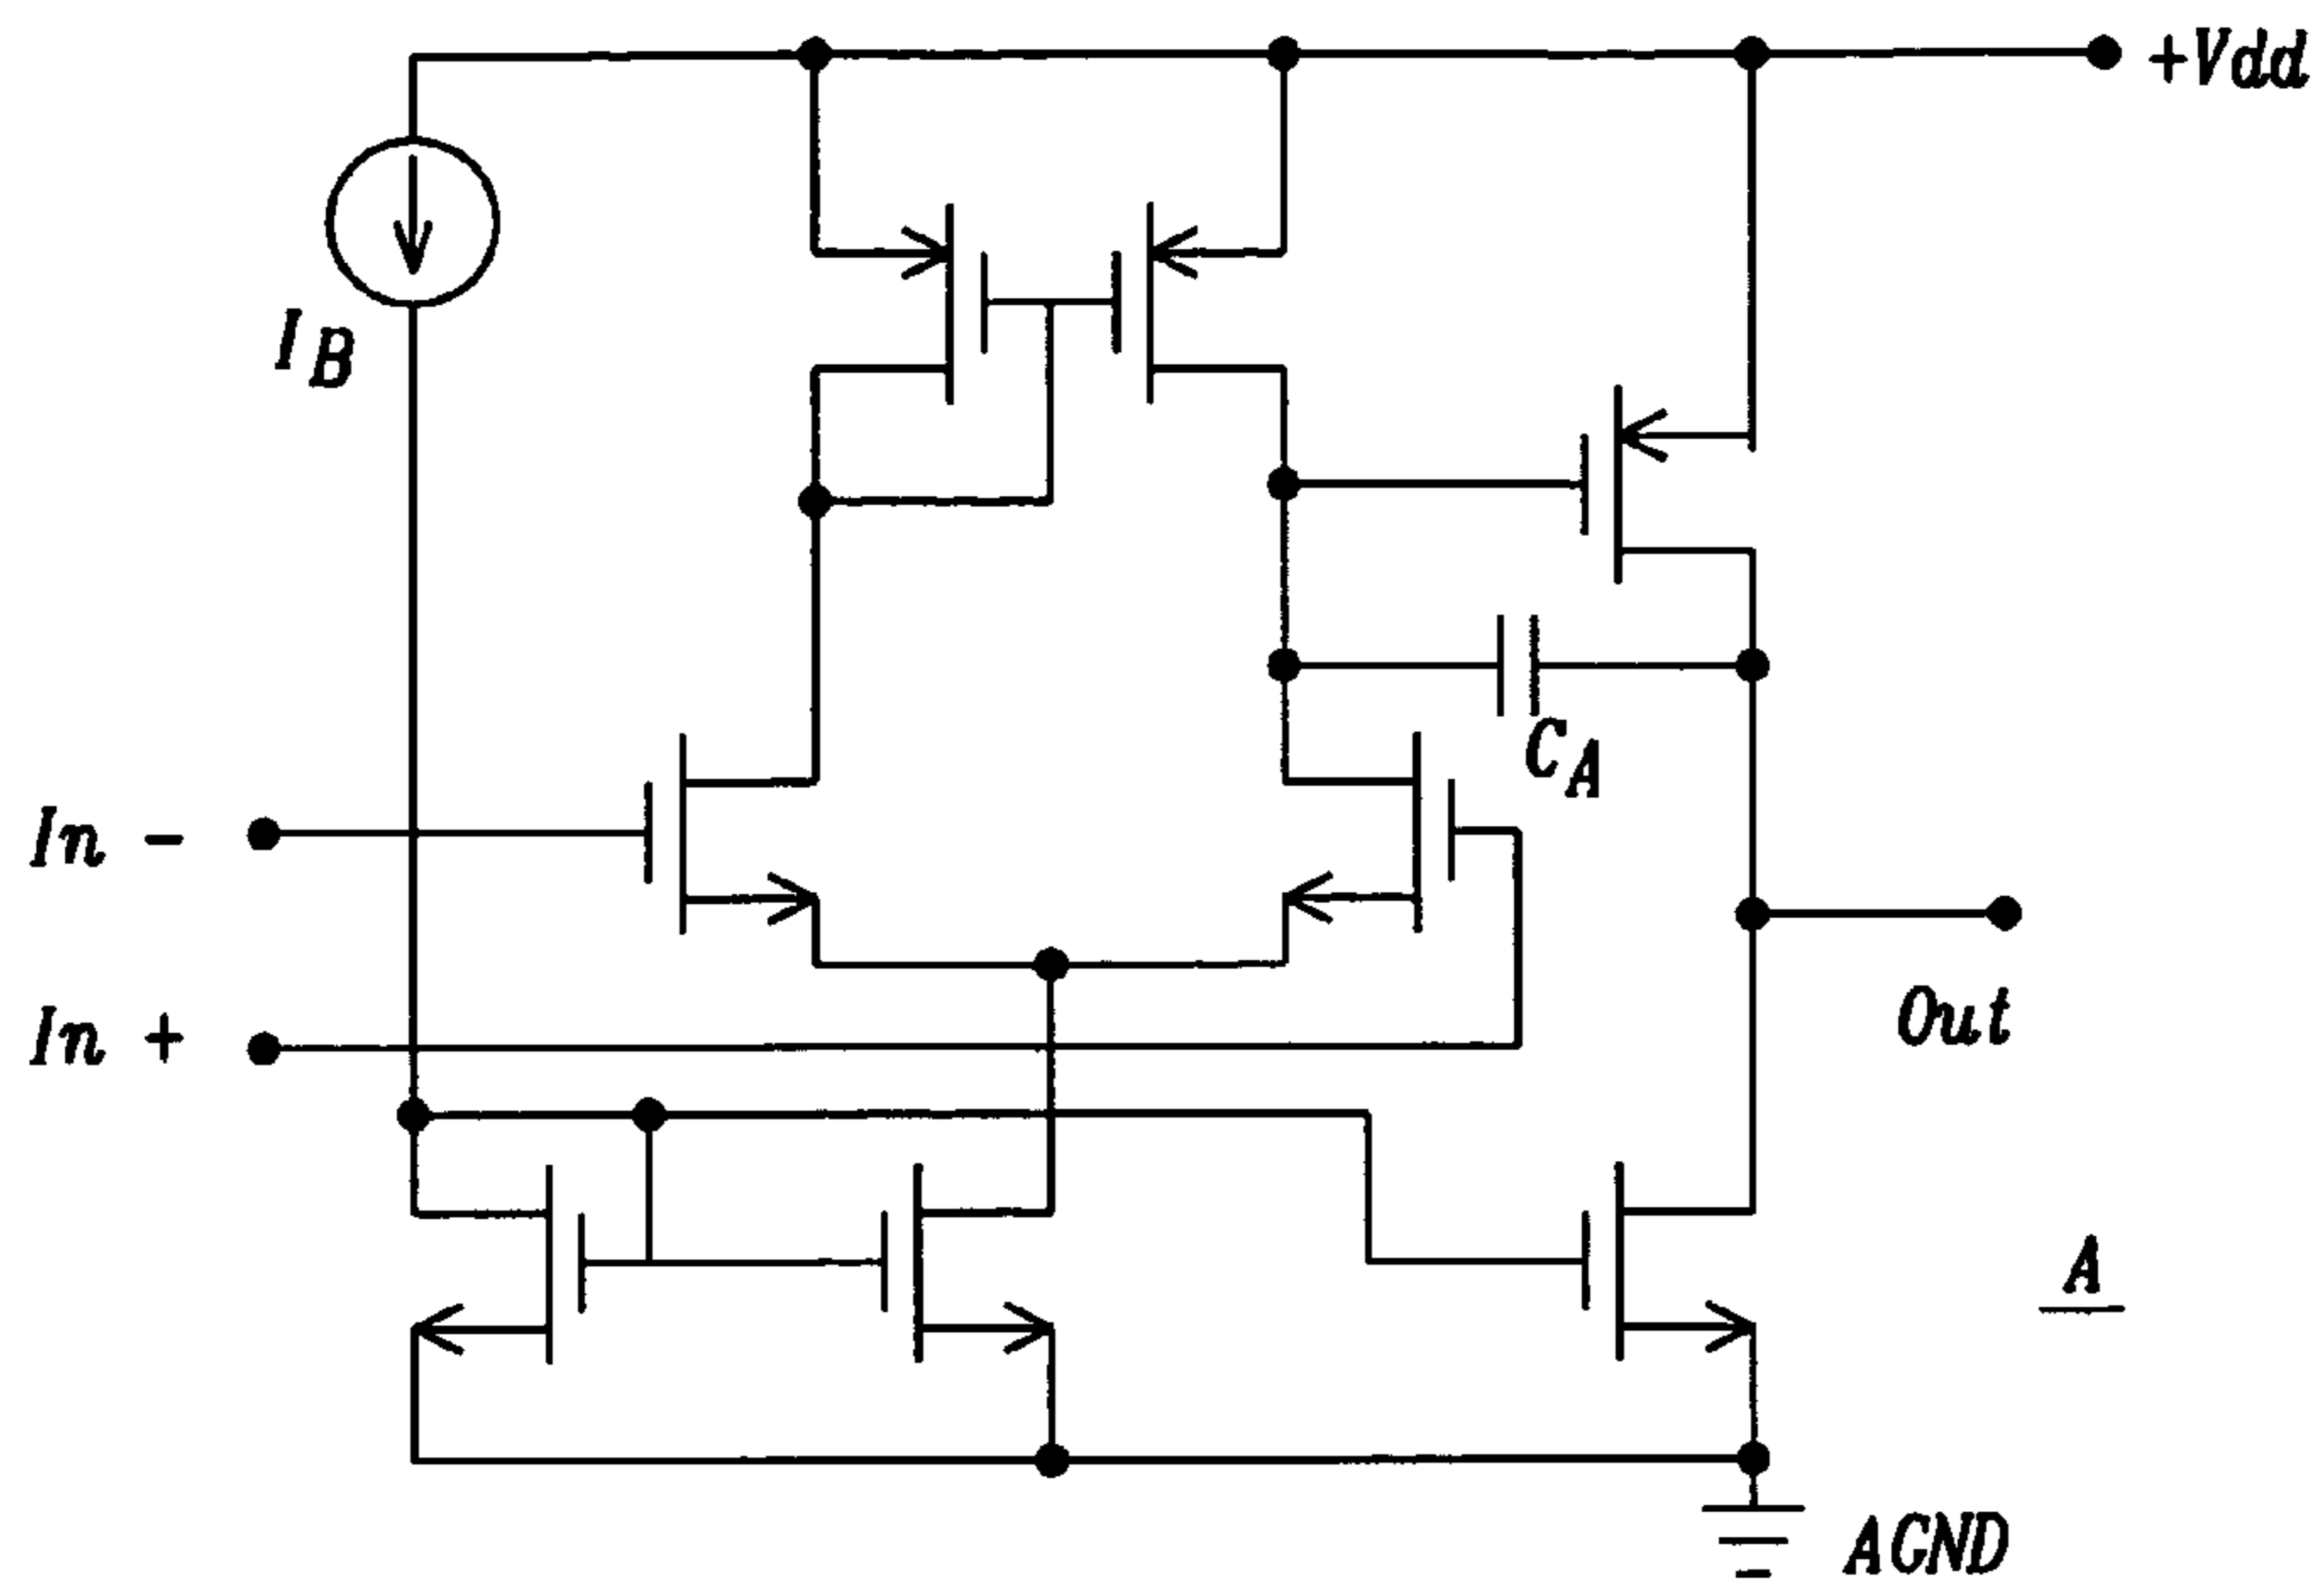 +Vdd
I_B
C_A
In -
In +
Out
A
AGND